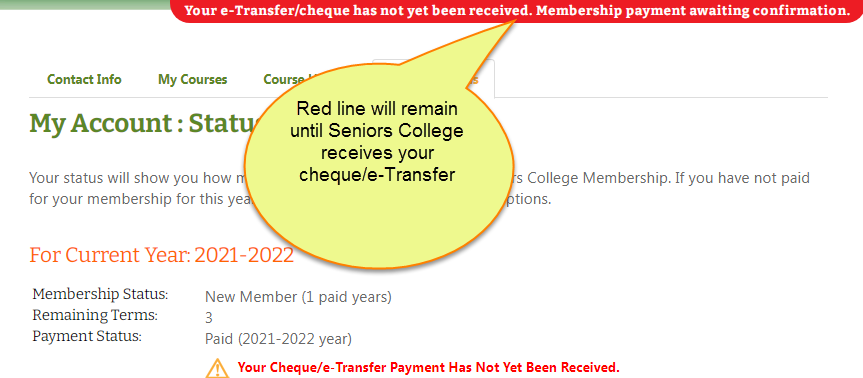 Your e-Transfer/cheque has not yet been received. Membership payment awaiting confirmation.
Contact Info My Courses Course
My Account : Statu
Red line will remain
until Seniors College
receives your
cheque/e-Transfer
Your status will show you how College Membership. If you have not paid
for your membership for this
For Current Year: 2021-2022
Membership Status: New Member (1 paid years)
Remaining Terms: 3
Payment Status: Paid (2021-2022 year)
Your Cheque/e-Transfer Payment Has Not Yet Been Received.